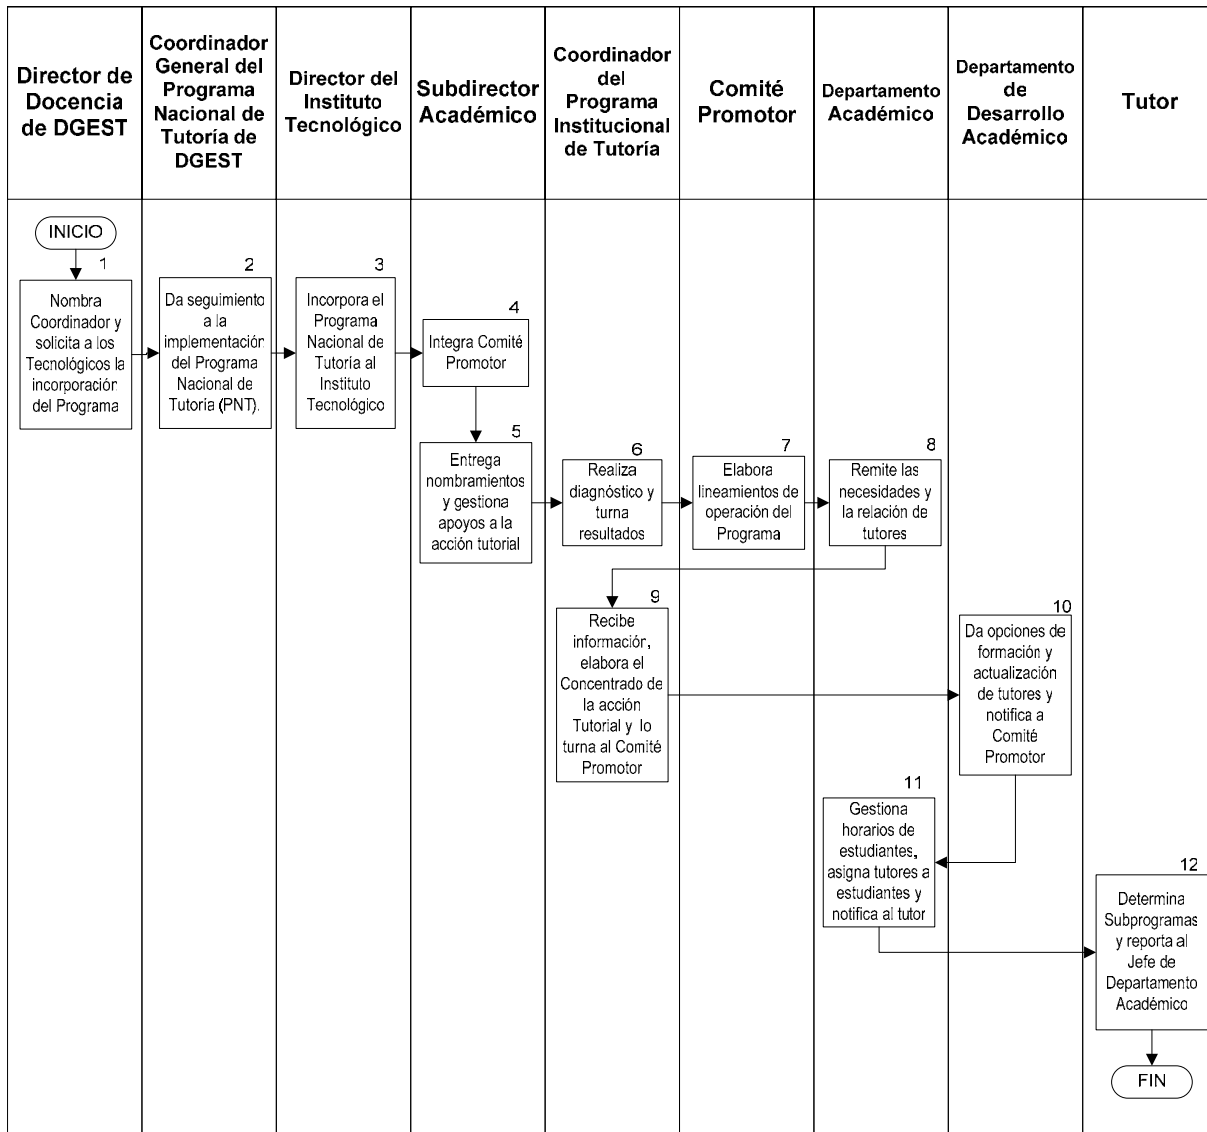 Director de
Docencia
de DGEST
Coordinador
General del
Programa
Nacional de
Tutoría de
DGEST
Director del
Instituto
Tecnológico
Subdirector
Académico
Coordinador
del
Programa
Institucional
de Tutoría
Comité
Promotor
Departamento
Académico
Departamento
de
Desarrollo
Académico
Tutor
INICIO
1
Nombra
Coordinador y
solicita a los
Tecnológicos la
incorporación
del Programa
2
Da seguimiento
a la
implementación
del Programa
Nacional de
Tutoría (PNT).
3
Incorpora el
Programa
Nacional de
Tutoría al
Instituto
Tecnológico
4
Integra Comité
Promotor
5
Entrega
nombramientos
y gestiona
apoyos a la
acción tutorial
6
Realiza
diagnóstico y
turna
resultados
7
Elabora
lineamientos de
operación del
Programa
8
Remite las
necesidades y
la relación de
tutores
9
Recibe
información,
elabora el
Concentrado de
la acción
Tutorial y lo
turna al Comité
Promotor
10
Da opciones de
formación y
actualización
de tutores y
notifica a
Comité
Promotor
11
Gestiona
horarios de
estudiantes,
asigna tutores a
estudiantes y
notifica al tutor
12
Determina
Subprogramas
y reporta al
Jefe de
Departamento
Académico
FIN